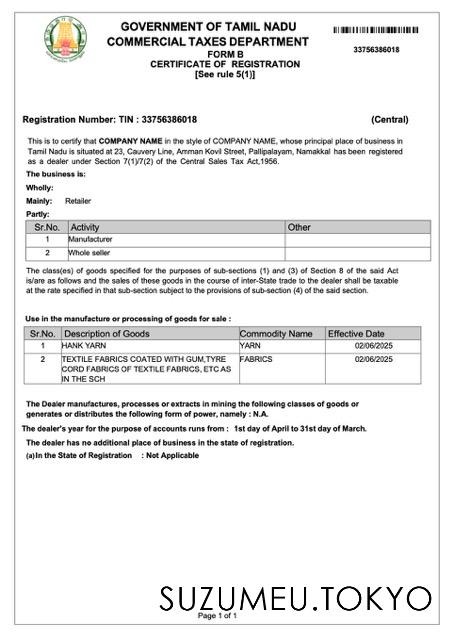 GOVERNMENT OF TAMIL NADU
COMMERCIAL TAXES DEPARTMENT
FORM B
CERTIFICATE OF REGISTRATION
[See rule 5(1)]
33756386018
Registration Number: TIN : 33756386018 (Central)
This is to certify that COMPANY NAME in the style of COMPANY NAME, whose principal place of business in
Tamil Nadu is situated at 23, Cauvery Line, Amman Kovil Street, Pallipalayam, Namakkal has been registered
as a dealer under Section 7(1)/7(2) of the Central Sales Tax Act,1956.
The business is:
Wholly:
Mainly: Retailer
Partly:
Sr.No. Activity Other
1 Manufacturer
2 Whole seller
The class(es) of goods specified for the purposes of sub-sections (1) and (3) of Section 8 of the said Act
is/are as follows and the sales of these goods in the course of inter-State trade to the dealer shall be taxable
at the rate specified in that sub-section subject to the provisions of sub-section (4) of the said section.
Use in the manufacture or processing of goods for sale :
Sr.No. Description of Goods Commodity Name Effective Date
1 HANK YARN YARN 02/06/2025
2 TEXTILE FABRICS COATED WITH GUM,TYRE FABRICS 02/06/2025
CORD FABRICS OF TEXTILE FABRICS, ETC AS
IN THE SCH
The Dealer manufactures, processes or extracts in mining the following classes of goods or
generates or distributes the following form of power, namely : N.A.
The dealer's year for the purpose of accounts runs from : 1st day of April to 31st day of March.
The dealer has no additional place of business in the state of registration.
(a)In the State of Registration : Not Applicable
SUZUMEU.TOKYO
Page 1 of 1